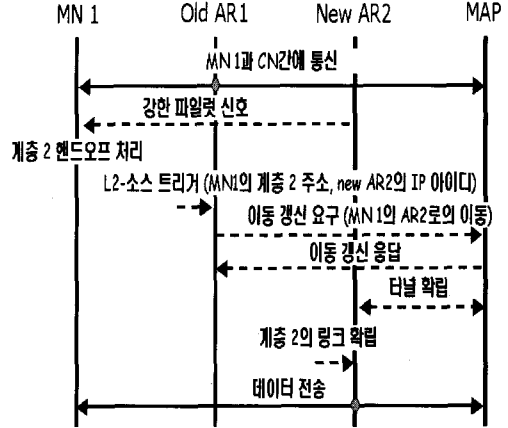 MN 1 Old AR1 New AR2 MAP
MN 1과 CN간에 통신
강한 파일럿 신호
계층 2 핸드오프 처리
L2-소스 트리거 (MN1의 계층 2 주소, new AR2의 IP 아이디)
이동 갱신 요구 (MN 1의 AR2로의 이동)
이동 갱신 응답
터널 확립
계층 2의 링크 확립
데이터 전송